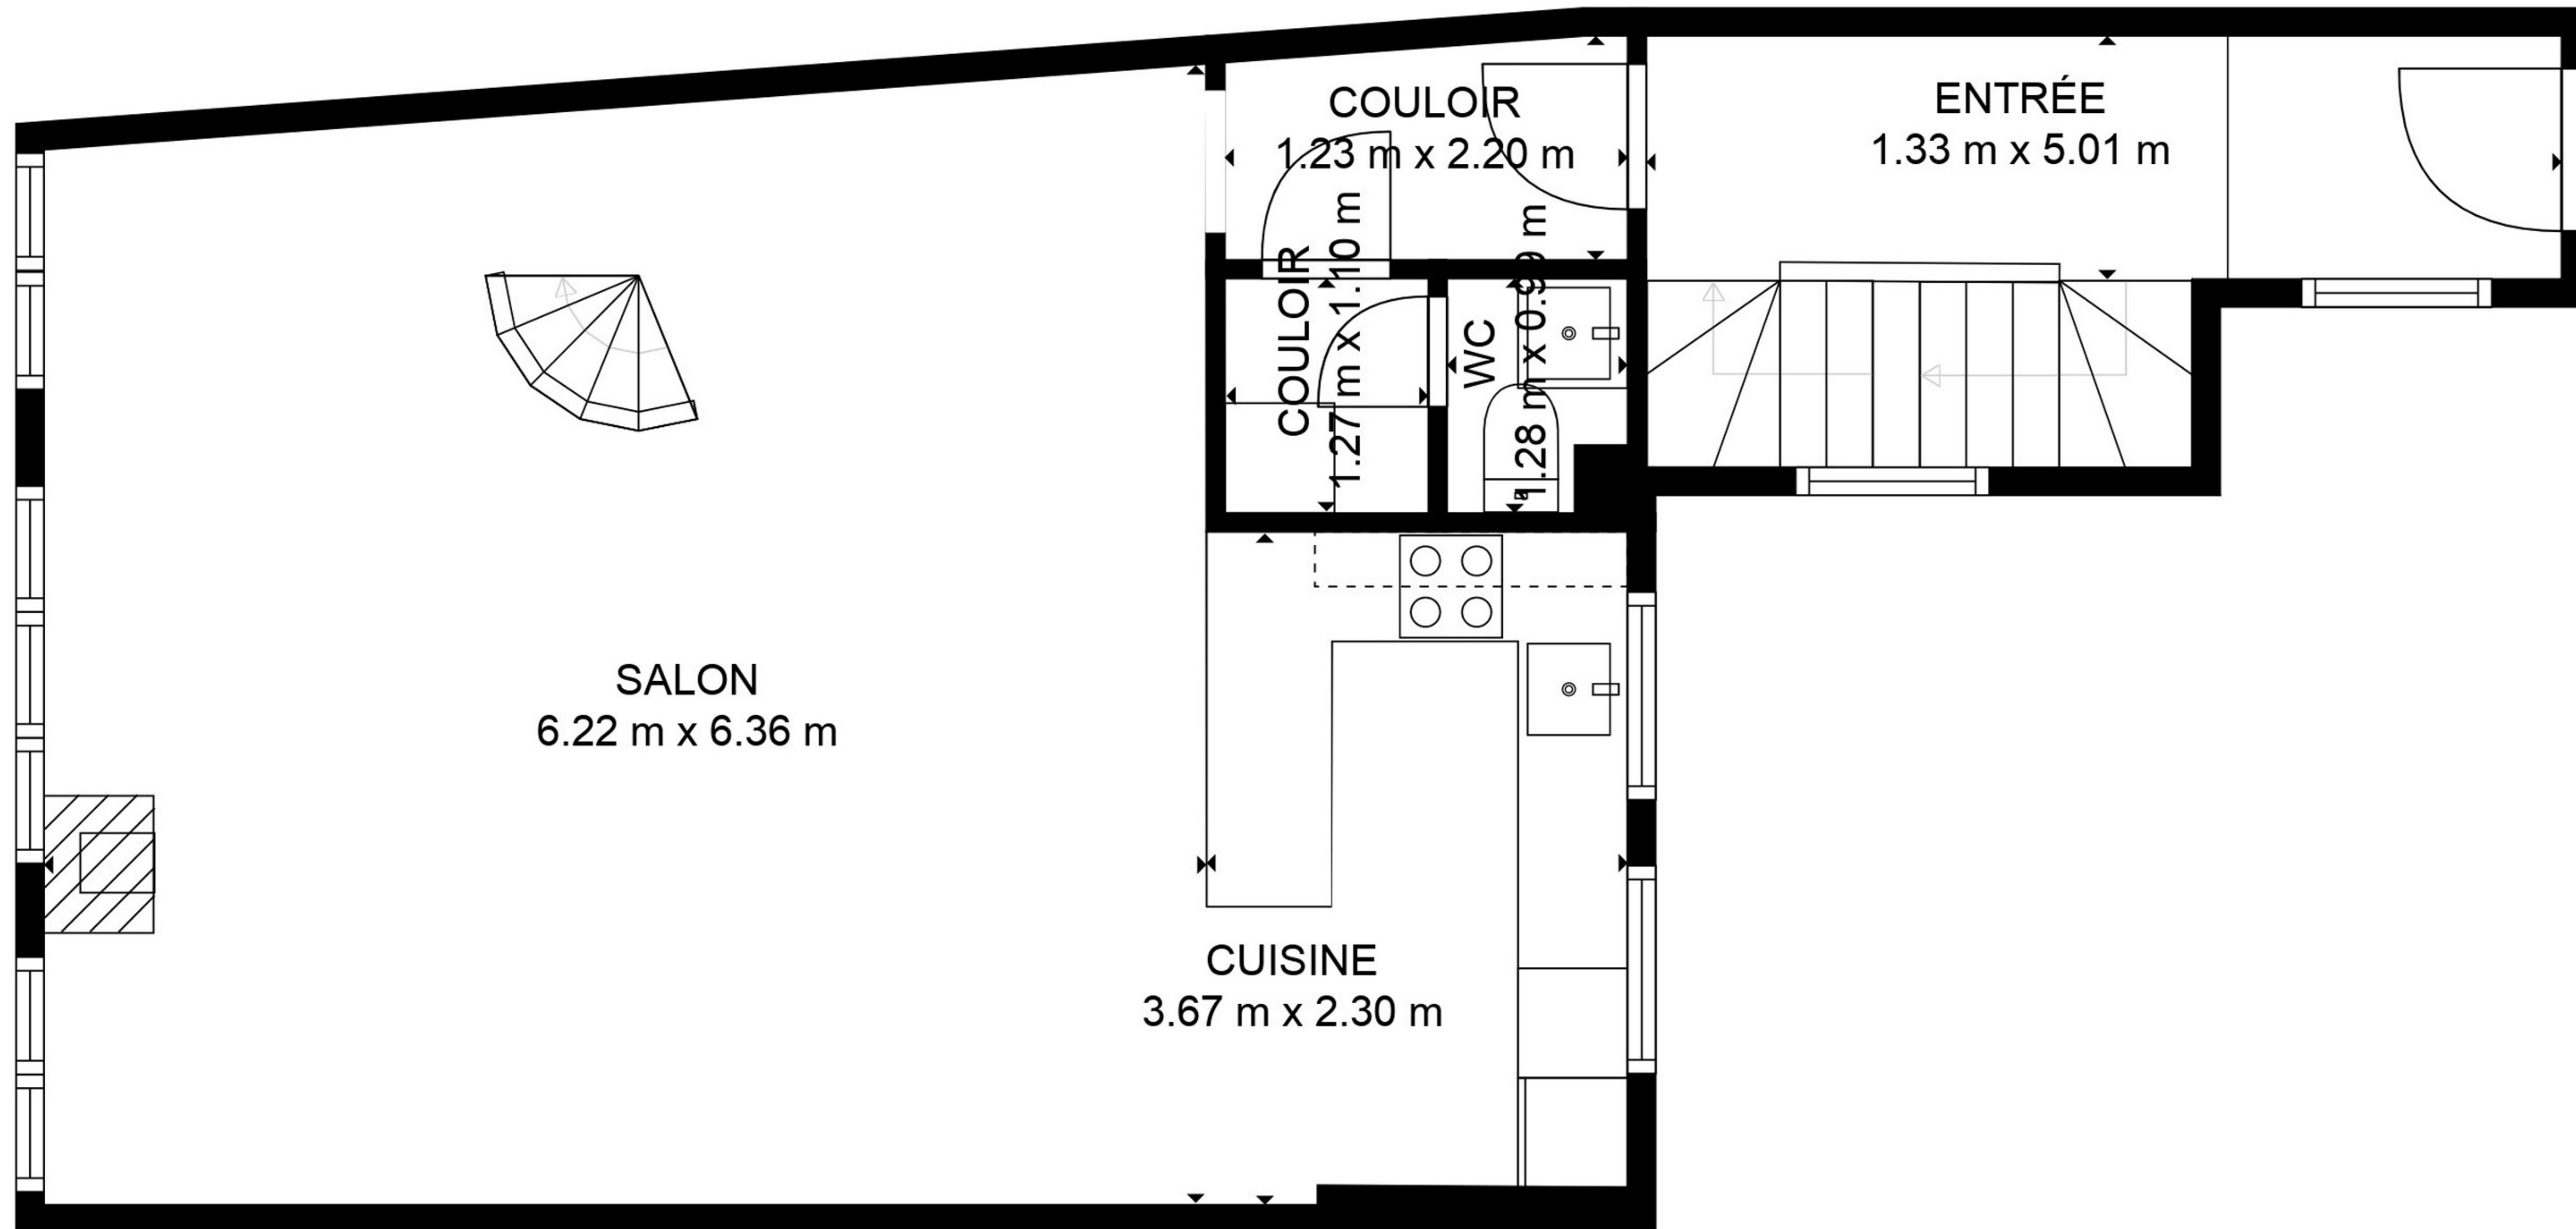 COULOIR
1.23 m x 2.20 m
ENTRÉE
1.33 m x 5.01 m
COULOIR
1.27 m x 1.10 m
WC
1.28 m x 0.99 m
SALON
6.22 m x 6.36 m
CUISINE
3.67 m x 2.30 m